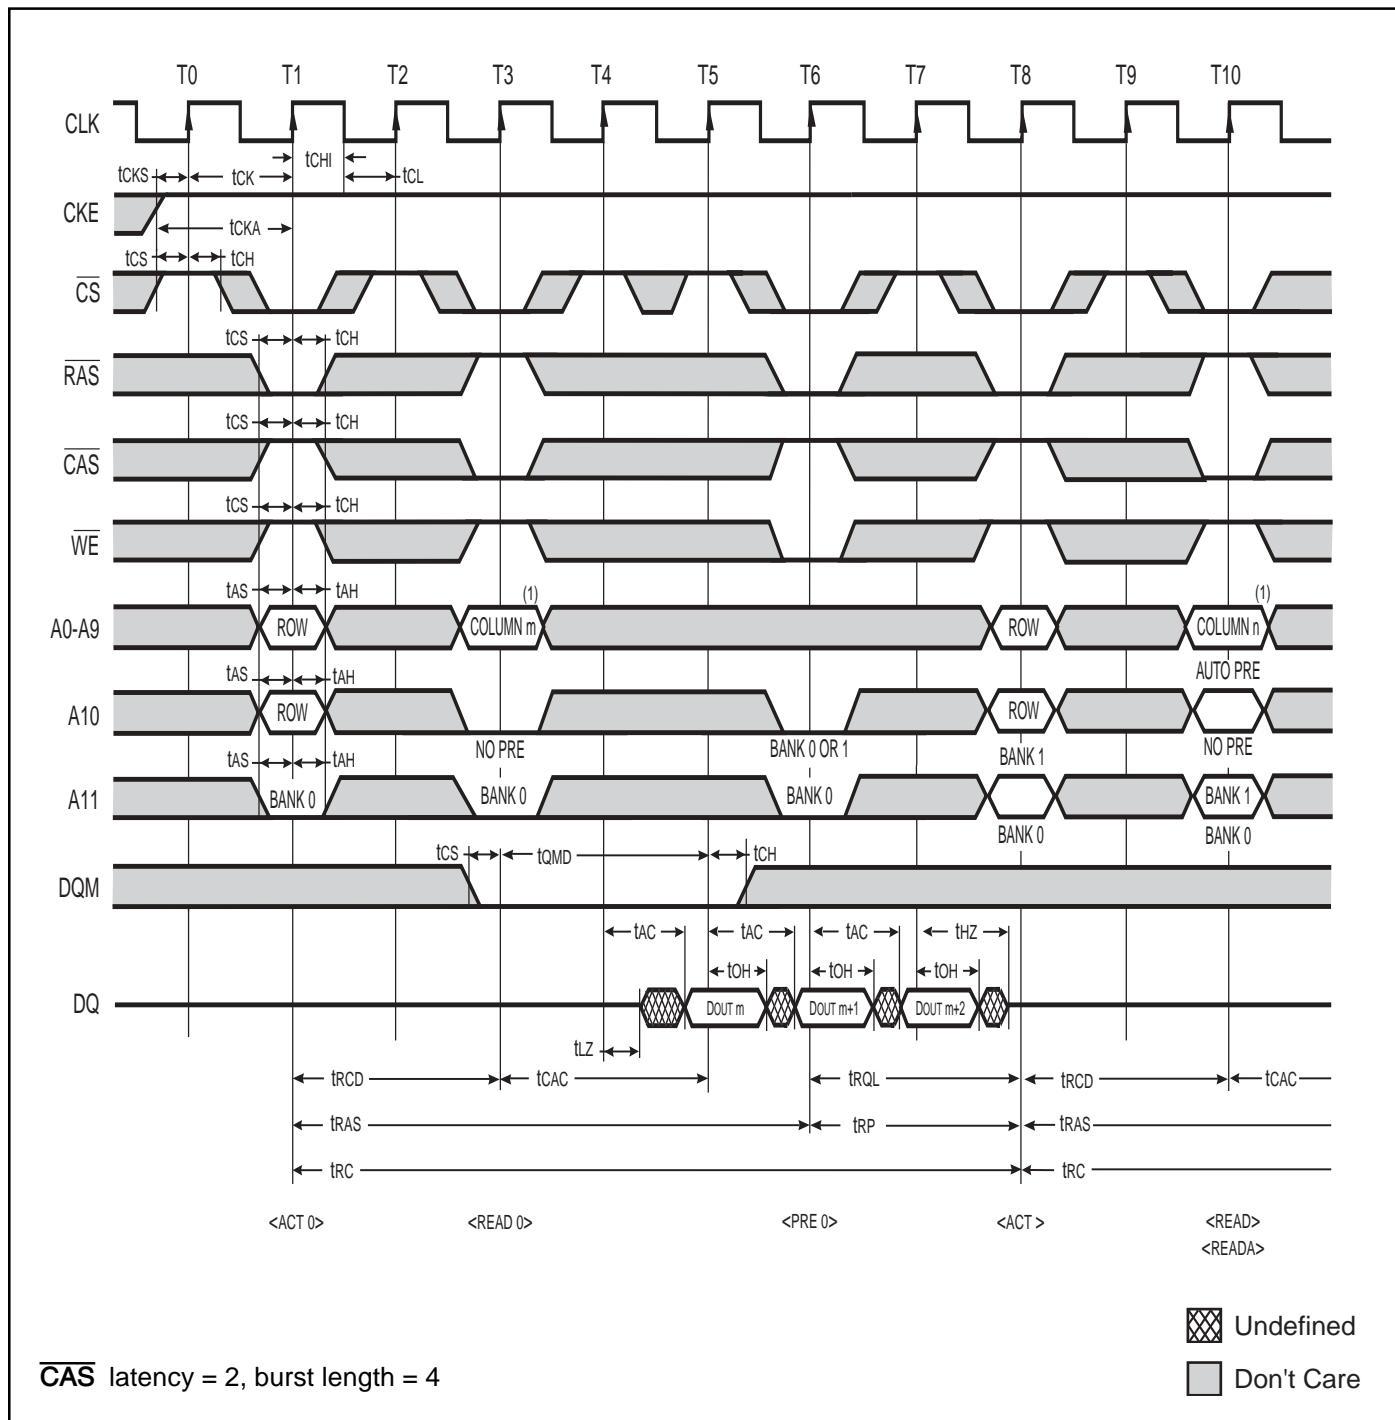 T0 T1 T2 T3 T4 T5 T6 T7 T8 T9 T10
CLK
tCHI
tCKS tCK tCL
CKE
tCKA
tCS tCH
CS
tCS tCH
RAS
tCS tCH
CAS
tCS tCH
WE
tAS tAH (1) (1)
A0-A9 ROW COLUMN m ROW COLUMN n
tAS tAH AUTO PRE
A10 ROW ROW
NO PRE BANK 0 OR 1 BANK 1 NO PRE
tAS tAH
A11 BANK 0 BANK 0 BANK 0 BANK 1
BANK 0 BANK 0
tCS tQMD tCH
DQM
tAC tAC tAC tHZ
tOH tOH tOH
DQ DOUT m DOUT m+1 DOUT m+2
tLZ
tRCD tCAC tRQL tRCD tCAC
tRAS tRP tRAS
tRC tRC
<ACT 0> <READ 0> <PRE 0> <ACT > <READ>
<READA>
Undefined
CAS latency = 2, burst length = 4
Don't Care